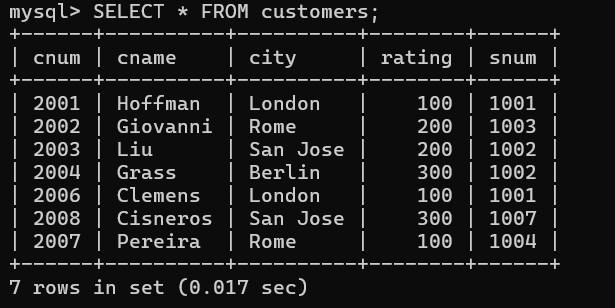 mysql> SELECT * FROM customers;
+------+----------+----------+--------+------+
| cnum | cname    | city     | rating | snum |
+------+----------+----------+--------+------+
| 2001 | Hoffman  | London   |    100 | 1001 |
| 2002 | Giovanni | Rome     |    200 | 1003 |
| 2003 | Liu      | San Jose |    200 | 1002 |
| 2004 | Grass    | Berlin   |    300 | 1002 |
| 2006 | Clemens  | London   |    100 | 1001 |
| 2008 | Cisneros | San Jose |    300 | 1007 |
| 2007 | Pereira  | Rome     |    100 | 1004 |
+------+----------+----------+--------+------+
7 rows in set (0.017 sec)